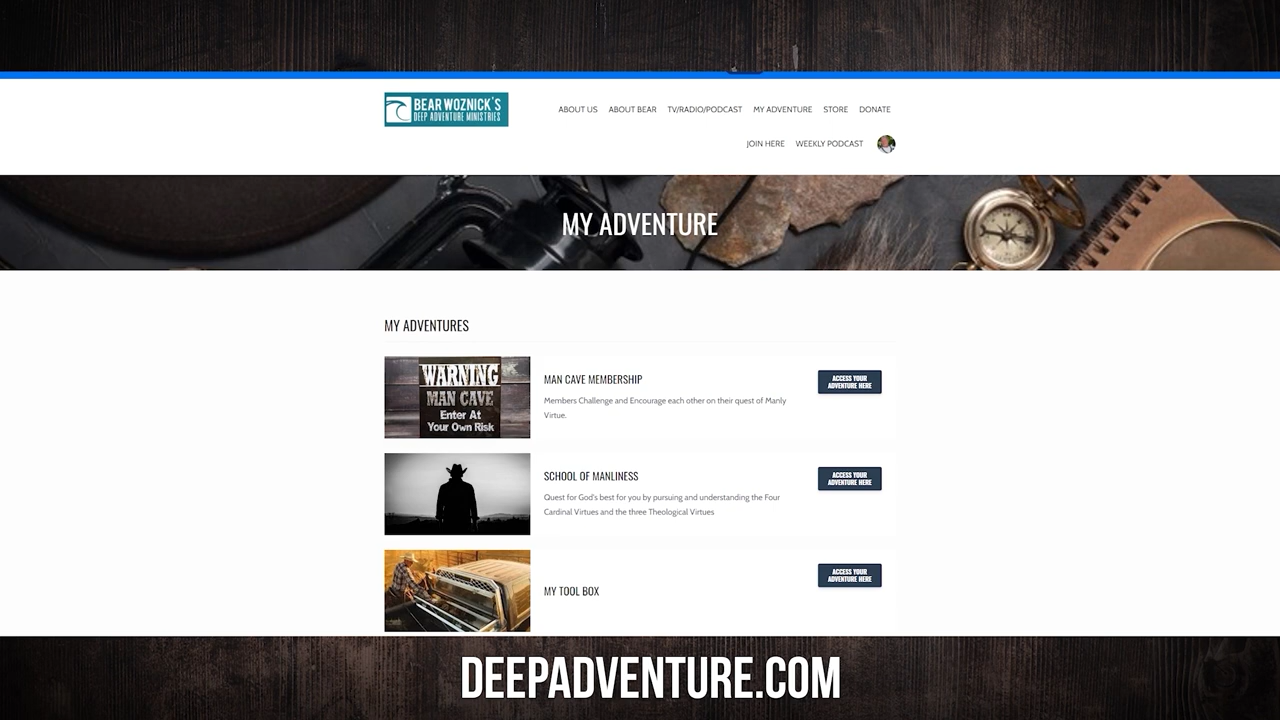 BEAR WOZNICK'S
DEEP ADVENTURE MINISTRIES
ABOUT US ABOUT BEAR TV/RADIO/PODCAST MY ADVENTURE STORE DONATE
JOIN HERE WEEKLY PODCAST
MY ADVENTURE
MY ADVENTURES
WARNING
MAN CAVE
Enter At
Your Own Risk
MAN CAVE MEMBERSHIP
Members Challenge and Encourage each other on their quest of Manly
Virtue.
ACCESS YOUR
ADVENTURE HERE
SCHOOL OF MANLINESS
Quest for God's best for you by pursuing and understanding the Four
Cardinal Virtues and the three Theological Virtues
ACCESS YOUR
ADVENTURE HERE
MY TOOL BOX
ACCESS YOUR
ADVENTURE HERE
DEEPADVENTURE.COM